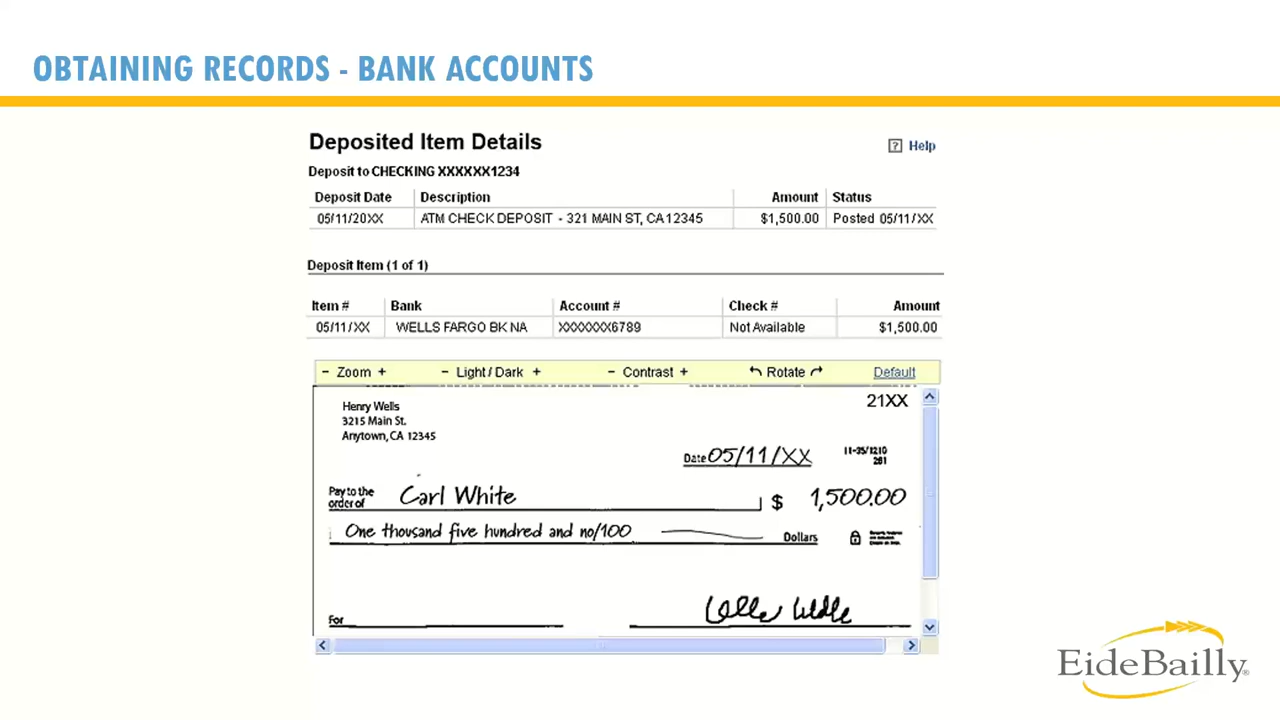 OBTAINING RECORDS - BANK ACCOUNTS
Deposited Item Details
? Help
Deposit to CHECKING XXXXXX1234
Deposit Date Description Amount Status
05/11/20XX ATM CHECK DEPOSIT - 321 MAIN ST, CA 12345 $1,500.00 Posted 05/11/XX
Deposit Item (1 of 1)
Item # Bank Account # Check # Amount
05/11/XX WELLS FARGO BK NA XXXXXXX6789 Not Available $1,500.00
- Zoom + - Light / Dark + - Contrast + Rotate Default
Henry Wells
3215 Main St.
Anytown, CA 12345
21XX
Date 05/11/XX
11-35/1210
281
Pay to the
order of Carl White $ 1,500.00
One thousand five hundred and no/100 Dollars
For
EideBailly®